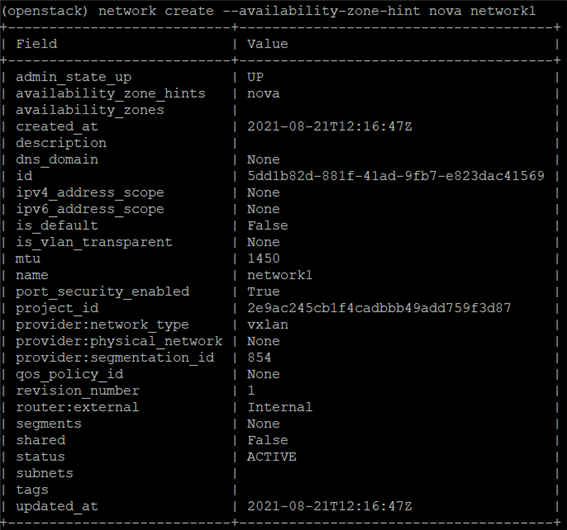 (openstack) network create --availability-zone-hint nova network1
+---------------------------+--------------------------------------+
| Field                     | Value                                |
+---------------------------+--------------------------------------+
| admin_state_up            | UP                                   |
| availability_zone_hints   | nova                                 |
| availability_zones        |                                      |
| created_at                | 2021-08-21T12:16:47Z                 |
| description               |                                      |
| dns_domain                | None                                 |
| id                        | 5dd1b82d-881f-41ad-9fb7-e823dac41569 |
| ipv4_address_scope        | None                                 |
| ipv6_address_scope        | None                                 |
| is_default                | False                                |
| is_vlan_transparent       | None                                 |
| mtu                       | 1450                                 |
| name                      | network1                             |
| port_security_enabled     | True                                 |
| project_id                | 2e9ac245cb1f4cadbbb49add759f3d87     |
| provider:network_type     | vxlan                                |
| provider:physical_network | None                                 |
| provider:segmentation_id  | 854                                  |
| qos_policy_id             | None                                 |
| revision_number           | 1                                    |
| router:external           | Internal                             |
| segments                  | None                                 |
| shared                    | False                                |
| status                    | ACTIVE                               |
| subnets                   |                                      |
| tags                      |                                      |
| updated_at                | 2021-08-21T12:16:47Z                 |
+---------------------------+--------------------------------------+